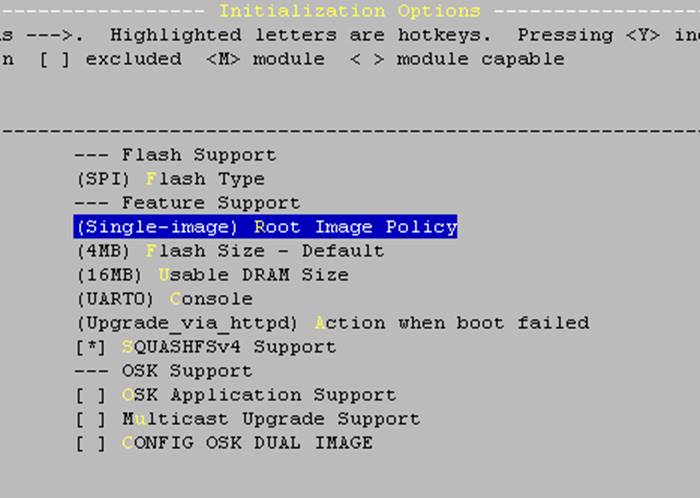 Initialization Options
s --->. Highlighted letters are hotkeys. Pressing <Y> in
n [ ] excluded <M> module < > module capable
--- Flash Support
(SPI) Flash Type
--- Feature Support
(Single-image) Root Image Policy
(4MB) Flash Size - Default
(16MB) Usable DRAM Size
(UART0) Console
(Upgrade_via_httpd) Action when boot failed
[*] SQUASHFSv4 Support
--- OSK Support
[ ] OSK Application Support
[ ] Multicast Upgrade Support
[ ] CONFIG OSK DUAL IMAGE